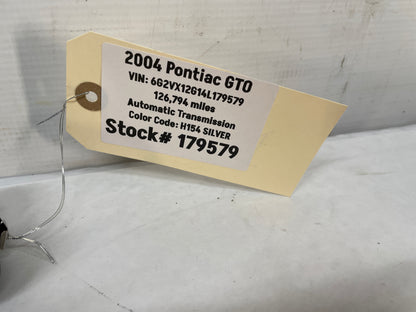 2004 Pontiac GTO
VIN: 6G2VX12G14L179579
126,794 miles
Automatic Transmission
Color Code: H154 SILVER
Stock# 179579